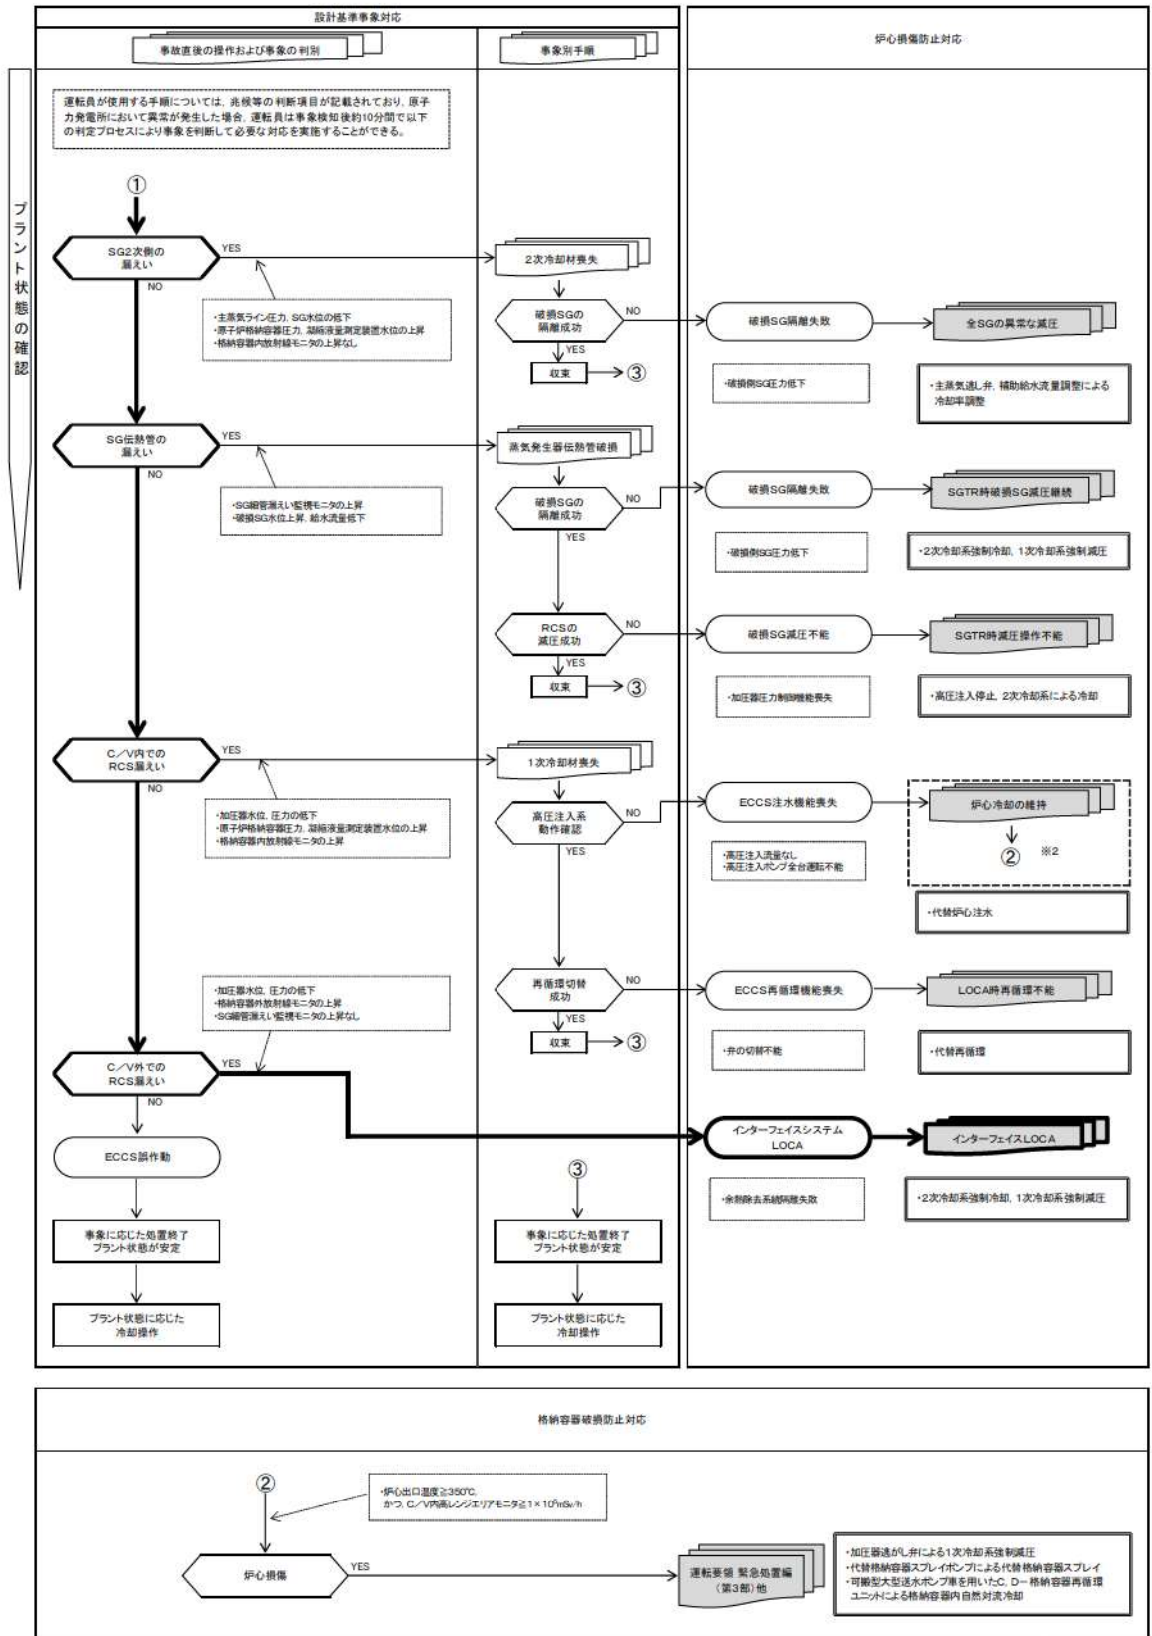 設計基準事象対応
事故直後の操作および事象の判別
事象別手順
炉心損傷防止対応
プラント状態の確認
運転員が使用する手順については、兆候等の判断項目が記載されており、原子
力発電所において異常が発生した場合、運転員は事象検知後約10分間で以下
の判定プロセスにより事象を判断して必要な対応を実施することができる。
①
SG2次側の
漏えい
YES
NO
・主蒸気ライン圧力、SG水位の低下
・原子炉格納容器圧力、凝縮液量測定装置水位の上昇
・格納容器内放射線モニタの上昇なし
2次冷却材喪失
破損SGの
隔離成功
NO
YES
収束
③
破損SG隔離失敗
・破損側SG圧力低下
全SGの異常な減圧
・主蒸気逃し弁、補助給水流量調整による
冷却率調整
SG伝熱管の
漏えい
YES
NO
・SG細管漏えい監視モニタの上昇
・破損SG水位上昇、給水流量低下
蒸気発生器伝熱管破損
破損SGの
隔離成功
NO
YES
破損SG隔離失敗
・破損側SG圧力低下
SGTR時破損SG減圧継続
・2次冷却系強制冷却、1次冷却系強制減圧
RCSの
減圧成功
NO
YES
収束
③
破損SG減圧不能
・加圧器圧力制御機能喪失
SGTR時減圧操作不能
・高圧注入停止、2次冷却系による冷却
C/V内での
RCS漏えい
YES
NO
・加圧器水位、圧力の低下
・原子炉格納容器圧力、凝縮液量測定装置水位の上昇
・格納容器内放射線モニタの上昇
1次冷却材喪失
高圧注入系
動作確認
NO
YES
ECCS注水機能喪失
・高圧注入流量なし
・高圧注入ポンプ全台運転不能
炉心冷却の維持
② ※2
・代替炉心注水
再循環切替
成功
NO
YES
収束
③
ECCS再循環機能喪失
・弁の切替不能
LOCA時再循環不能
・代替再循環
・加圧器水位、圧力の低下
・格納容器外放射線モニタの上昇
・SG細管漏えい監視モニタの上昇なし
C/V外での
RCS漏えい
YES
NO
インターフェイスシステム
LOCA
・余熱除去系統隔離失敗
インターフェイスLOCA
・2次冷却系強制冷却、1次冷却系強制減圧
ECCS誤作動
事象に応じた処置終了
プラント状態が安定
プラント状態に応じた
冷却操作
③
事象に応じた処置終了
プラント状態が安定
プラント状態に応じた
冷却操作
格納容器破損防止対応
②
・炉心出口温度≧350℃、
かつ、C/V内高レンジエリアモニタ≧1×10⁵mSv/h
炉心損傷
YES
運転要領 緊急処置編
(第3部)他
・加圧器逃がし弁による1次冷却系強制減圧
・代替格納容器スプレイポンプによる代替格納容器スプレイ
・可搬型大型送水ポンプ車を用いたC、D-格納容器再循環
ユニットによる格納容器内自然対流冷却